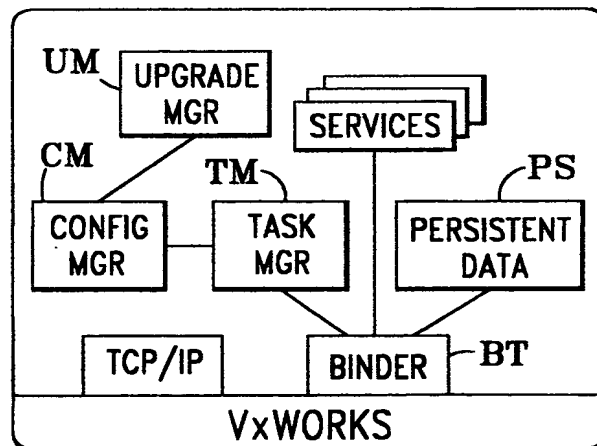 UM
UPGRADE
MGR
SERVICES
CM
TM
PS
CONFIG
MGR
TASK
MGR
PERSISTENT
DATA
TCP/IP
BINDER
BT
VxWORKS